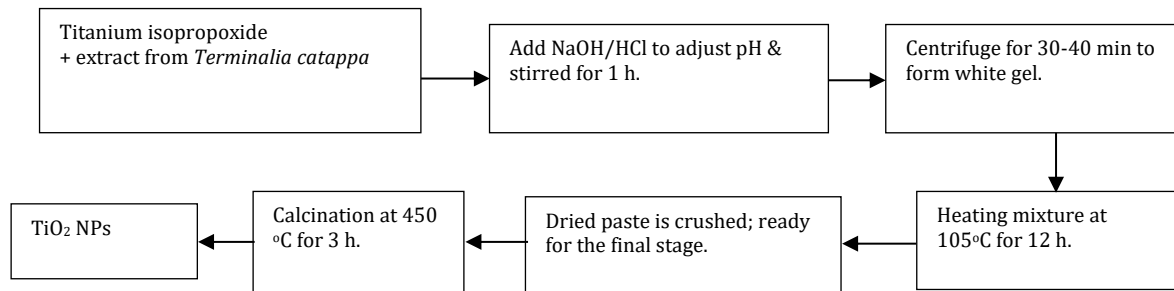 Titanium isopropoxide
+ extract from Terminalia catappa
Add NaOH/HCl to adjust pH &
stirred for 1 h.
Centrifuge for 30-40 min to
form white gel.
Heating mixture at
105ºC for 12 h.
Dried paste is crushed; ready
for the final stage.
Calcination at 450
ºC for 3 h.
TiO₂ NPs